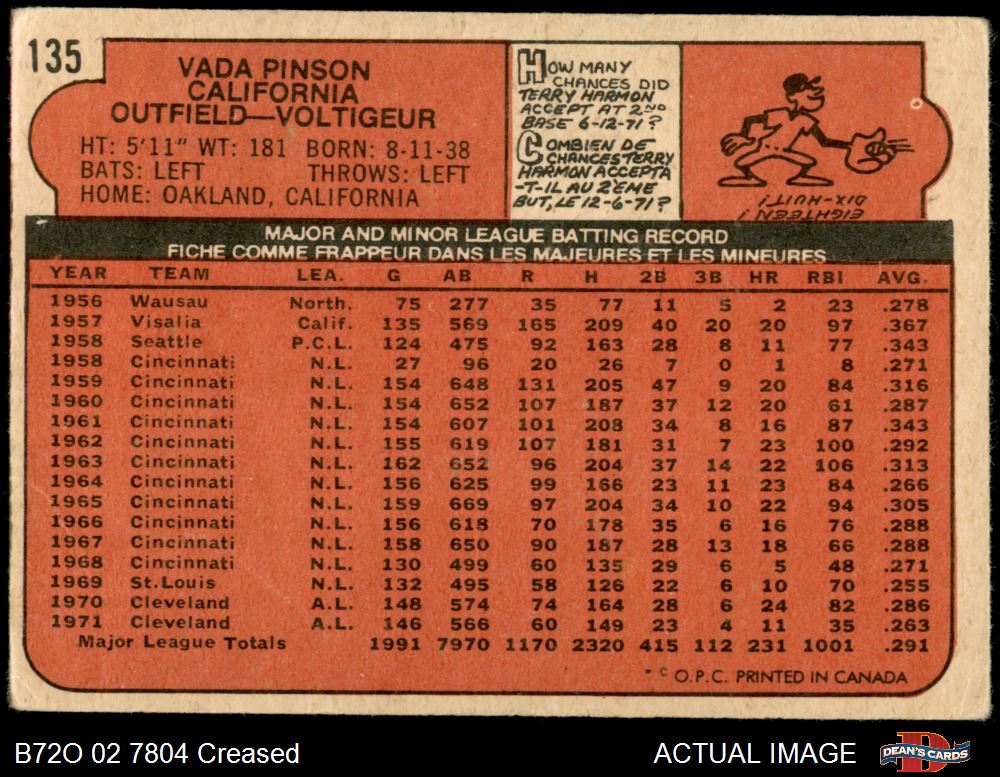 135
VADA PINSON
CALIFORNIA
OUTFIELD—VOLTIGEUR
HT: 5'11" WT: 181 BORN: 8-11-38
BATS: LEFT THROWS: LEFT
HOME: OAKLAND, CALIFORNIA
HOW MANY
CHANCES DID
TERRY HARMON
ACCEPT AT 2ND
BASE 6-12-71?
COMBIEN DE
CHANCES TERRY
HARMON ACCEPTA
-T-IL AU 2EME
BUT, LE 12-6-71?
EIGHTEEN!
DIX-HUIT!
MAJOR AND MINOR LEAGUE BATTING RECORD
FICHE COMME FRAPPEUR DANS LES MAJEURES ET LES MINEURES
YEAR TEAM LEA. G AB R H 2B 3B HR RBI AVG.
1956 Wausau North. 75 277 35 77 11 5 2 23 .278
1957 Visalia Calif. 135 569 165 209 40 20 20 97 .367
1958 Seattle P.C.L. 124 475 92 163 28 8 11 77 .343
1958 Cincinnati N.L. 27 96 20 26 7 0 1 8 .271
1959 Cincinnati N.L. 154 648 131 205 47 9 20 84 .316
1960 Cincinnati N.L. 154 652 107 187 37 12 20 61 .287
1961 Cincinnati N.L. 154 607 101 208 34 8 16 87 .343
1962 Cincinnati N.L. 155 619 107 181 31 7 23 100 .292
1963 Cincinnati N.L. 162 652 96 204 37 14 22 106 .313
1964 Cincinnati N.L. 156 625 99 166 23 11 23 84 .266
1965 Cincinnati N.L. 159 669 97 204 34 10 22 94 .305
1966 Cincinnati N.L. 156 618 70 178 35 6 16 76 .288
1967 Cincinnati N.L. 158 650 90 187 28 13 18 66 .288
1968 Cincinnati N.L. 130 499 60 135 29 6 5 48 .271
1969 St. Louis N.L. 132 495 58 126 22 6 10 70 .255
1970 Cleveland A.L. 148 574 74 164 28 6 24 82 .286
1971 Cleveland A.L. 146 566 60 149 23 4 11 35 .263
Major League Totals 1991 7970 1170 2320 415 112 231 1001 .291
* © O.P.C. PRINTED IN CANADA
B72O 02 7804 Creased
ACTUAL IMAGE
DEAN'S CARDS